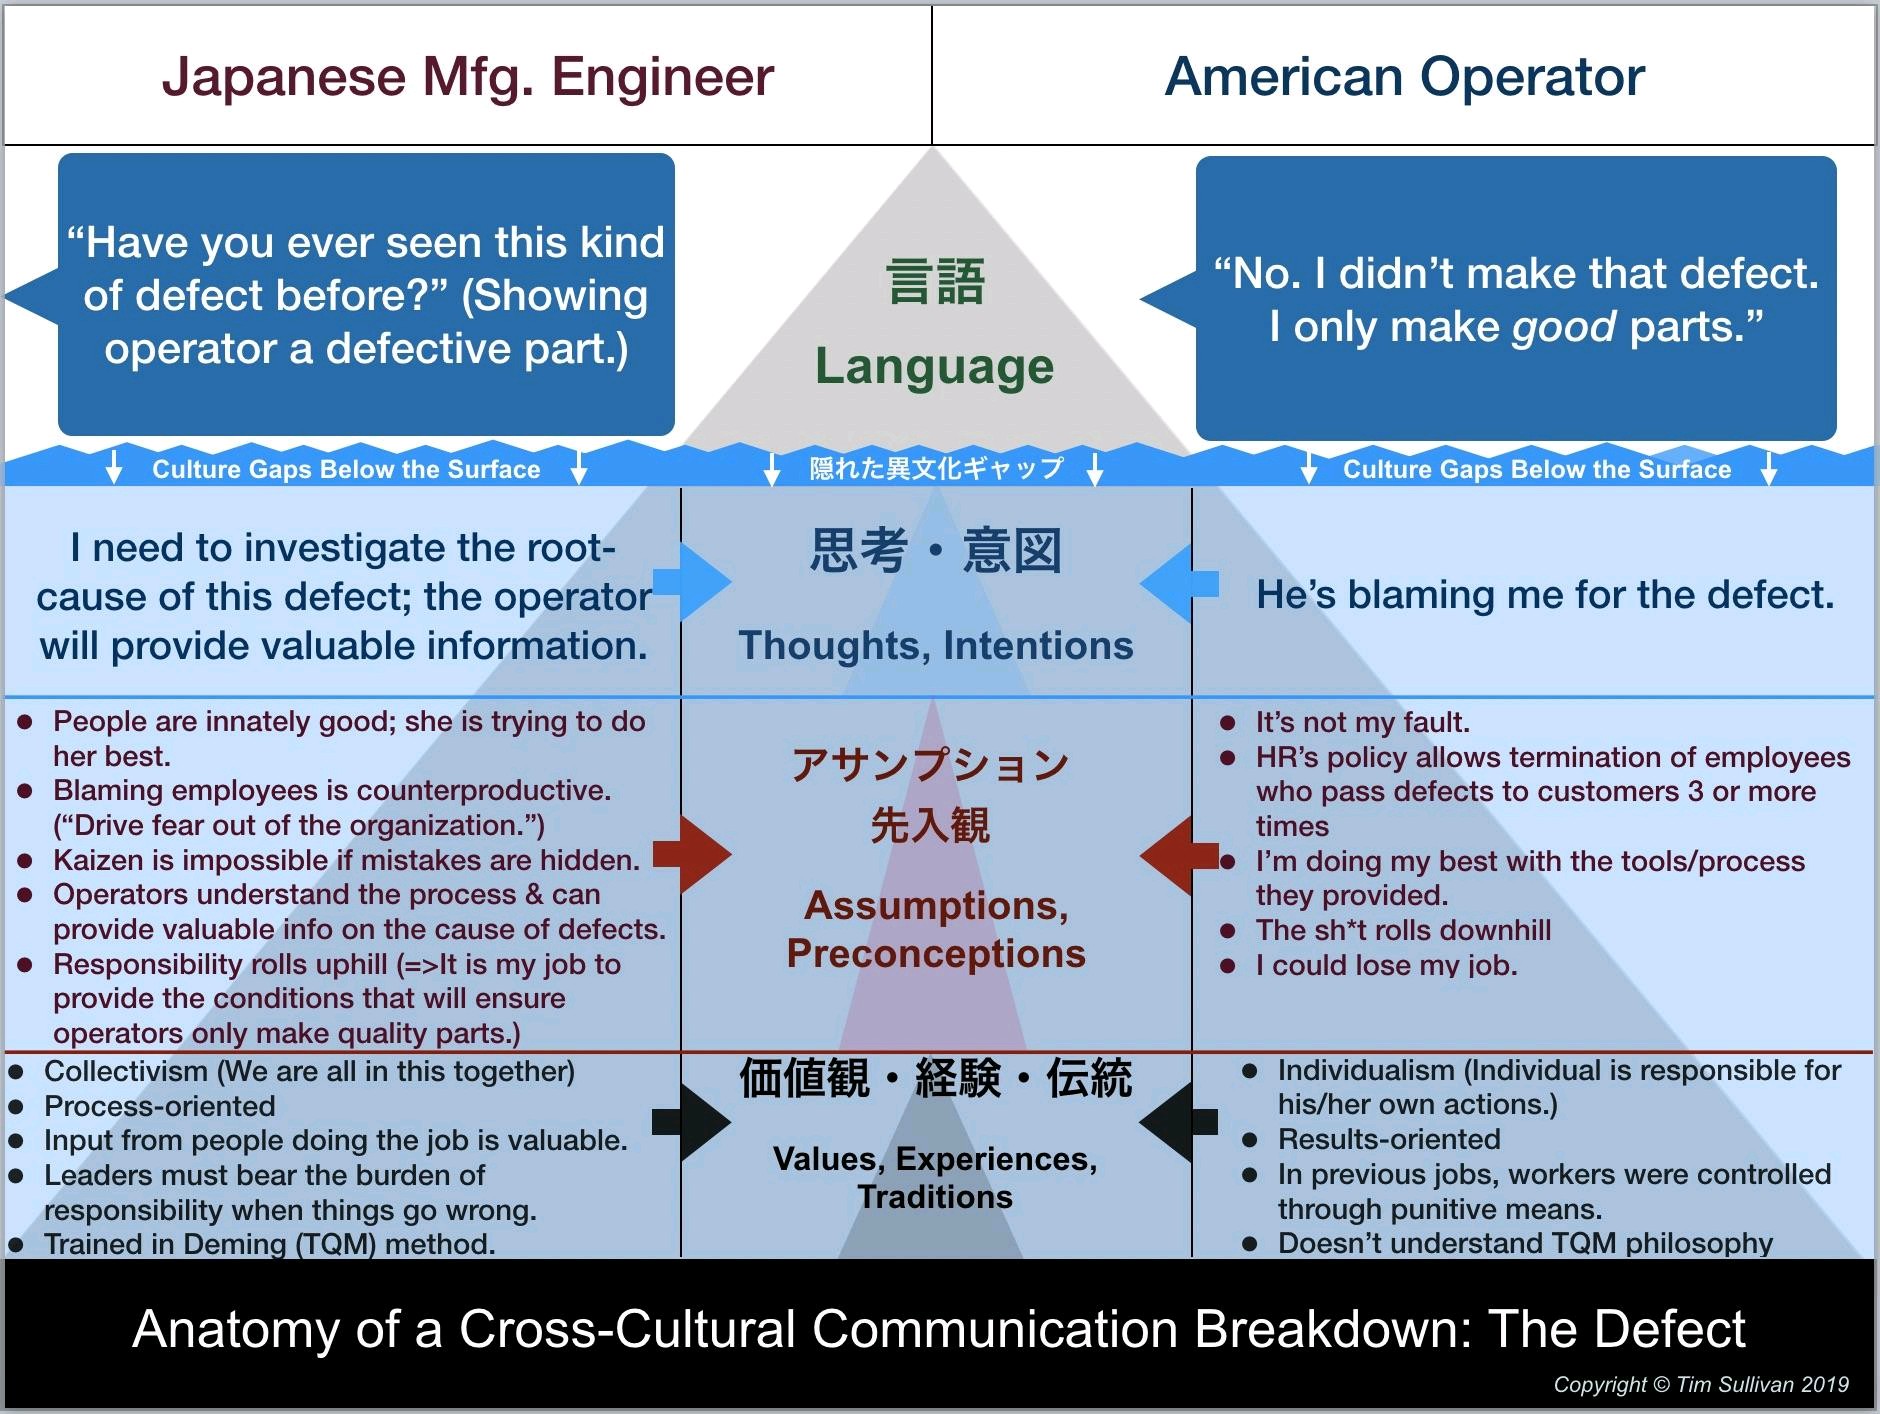 Japanese Mfg. Engineer
American Operator
“Have you ever seen this kind
of defect before?” (Showing
operator a defective part.)
言語
Language
“No. I didn’t make that defect.
I only make good parts.”
Culture Gaps Below the Surface
隠れた異文化ギャップ
Culture Gaps Below the Surface
I need to investigate the root-
cause of this defect; the operator
will provide valuable information.
思考・意図
Thoughts, Intentions
He’s blaming me for the defect.
● People are innately good; she is trying to do
her best.
● Blaming employees is counterproductive.
(“Drive fear out of the organization.”)
● Kaizen is impossible if mistakes are hidden.
● Operators understand the process & can
provide valuable info on the cause of defects.
● Responsibility rolls uphill (=>It is my job to
provide the conditions that will ensure
operators only make quality parts.)
アサンプション
先入観
Assumptions,
Preconceptions
● It’s not my fault.
● HR’s policy allows termination of employees
who pass defects to customers 3 or more
times
● I’m doing my best with the tools/process
they provided.
● The sh*t rolls downhill
● I could lose my job.
● Collectivism (We are all in this together)
● Process-oriented
● Input from people doing the job is valuable.
● Leaders must bear the burden of
responsibility when things go wrong.
● Trained in Deming (TQM) method.
価値観・経験・伝統
Values, Experiences,
Traditions
● Individualism (Individual is responsible for
his/her own actions.)
● Results-oriented
● In previous jobs, workers were controlled
through punitive means.
● Doesn’t understand TQM philosophy
Anatomy of a Cross-Cultural Communication Breakdown: The Defect
Copyright © Tim Sullivan 2019